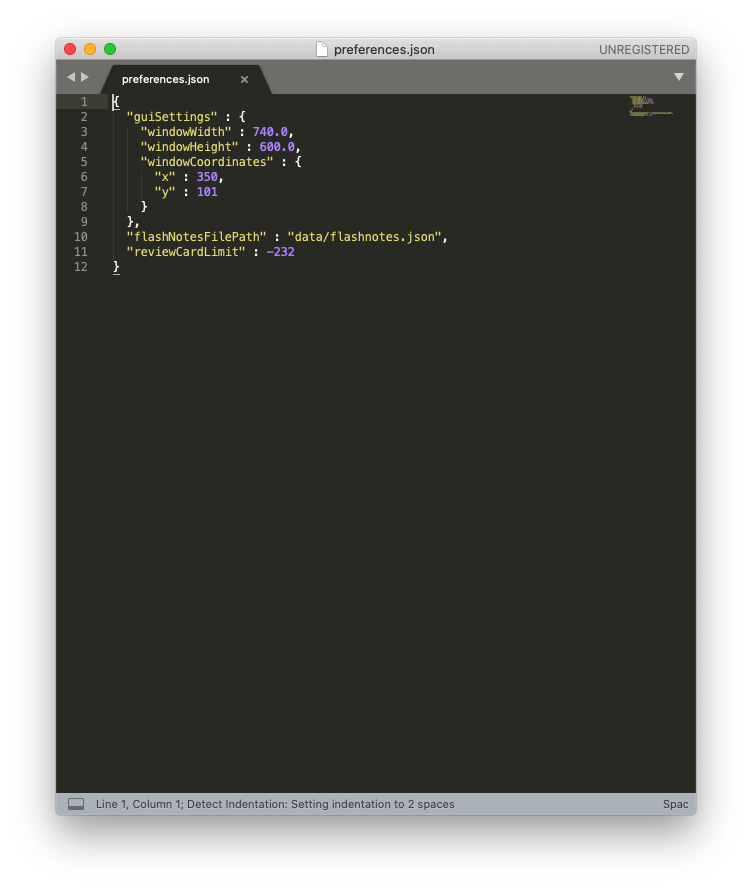 preferences.json
UNREGISTERED
preferences.json
1 {
2 "guiSettings" : {
3 "windowWidth" : 740.0,
4 "windowHeight" : 600.0,
5 "windowCoordinates" : {
6 "x" : 350,
7 "y" : 101
8 }
9 },
10 "flashNotesFilePath" : "data/flashnotes.json",
11 "reviewCardLimit" : -232
12 }
Line 1, Column 1; Detect Indentation: Setting indentation to 2 spaces
Spac